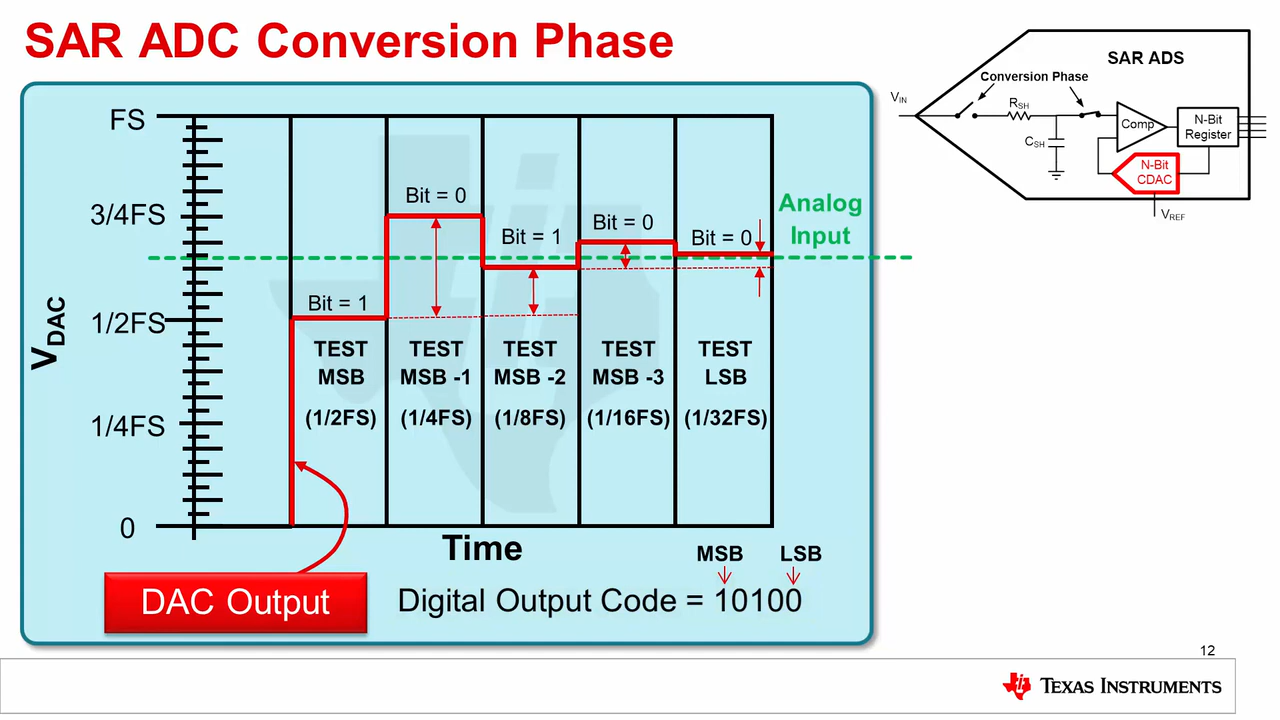 SAR ADC Conversion Phase
SAR ADS
Conversion Phase
VIN
RSH
CSH
Comp
N-Bit
Register
N-Bit
CDAC
VREF
FS
3/4FS
1/2FS
1/4FS
0
VDAC
Bit = 1
Bit = 0
Bit = 1
Bit = 0
Bit = 0
Analog
Input
TEST
MSB
(1/2FS)
TEST
MSB -1
(1/4FS)
TEST
MSB -2
(1/8FS)
TEST
MSB -3
(1/16FS)
TEST
LSB
(1/32FS)
Time
MSB
LSB
DAC Output
Digital Output Code = 10100
12
TEXAS INSTRUMENTS